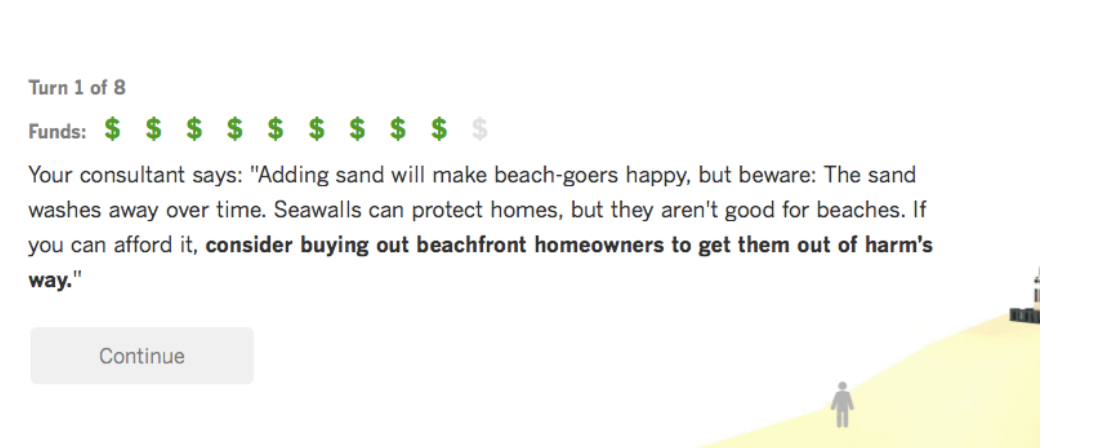 Turn 1 of 8
Funds: $ $ $ $ $ $ $ $ $ $
Your consultant says: "Adding sand will make beach-goers happy, but beware: The sand
washes away over time. Seawalls can protect homes, but they aren't good for beaches. If
you can afford it, consider buying out beachfront homeowners to get them out of harm's
way."
Continue